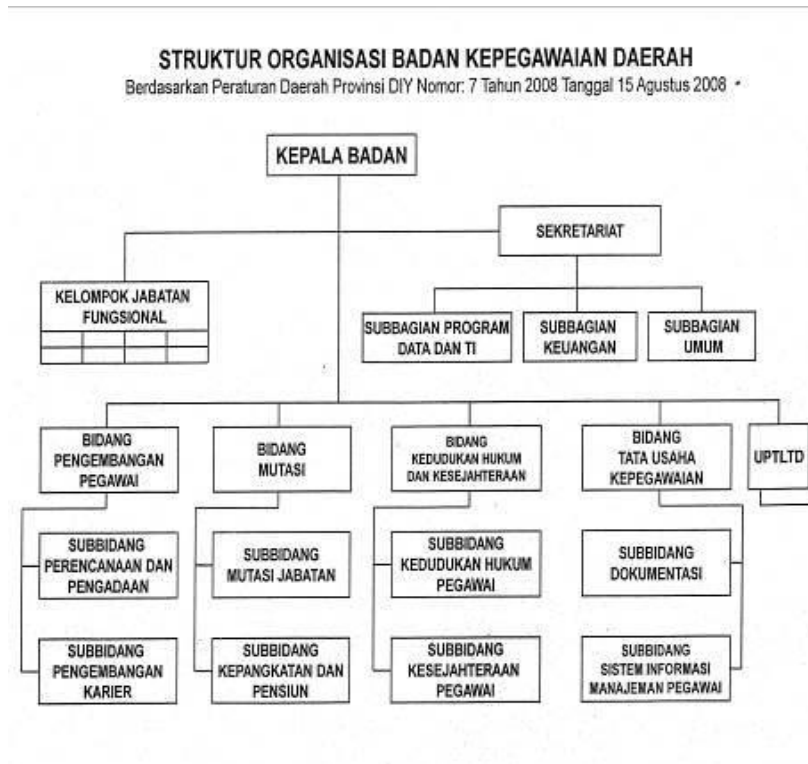 STRUKTUR ORGANISASI BADAN KEPEGAWAIAN DAERAH
Berdasarkan Peraturan Daerah Provinsi DIY Nomor: 7 Tahun 2008 Tanggal 15 Agustus 2008
KEPALA BADAN
SEKRETARIAT
KELOMPOK JABATAN
FUNGSIONAL
SUBBAGIAN PROGRAM
DATA DAN TI
SUBBAGIAN
KEUANGAN
SUBBAGIAN
UMUM
BIDANG
PENGEMBANGAN
PEGAWAI
BIDANG
MUTASI
BIDANG
KEDUDUKAN HUKUM
DAN KESEJAHTERAAN
BIDANG
TATA USAHA
KEPEGAWAIAN
UPTLTD
SUBBIDANG
PERENCANAAN DAN
PENGADAAN
SUBBIDANG
MUTASI JABATAN
SUBBIDANG
KEDUDUKAN HUKUM
PEGAWAI
SUBBIDANG
DOKUMENTASI
SUBBIDANG
PENGEMBANGAN
KARIER
SUBBIDANG
KEPANGKATAN DAN
PENSIUN
SUBBIDANG
KESEJAHTERAAN
PEGAWAI
SUBBIDANG
SISTEM INFORMASI
MANAJEMAN PEGAWAI